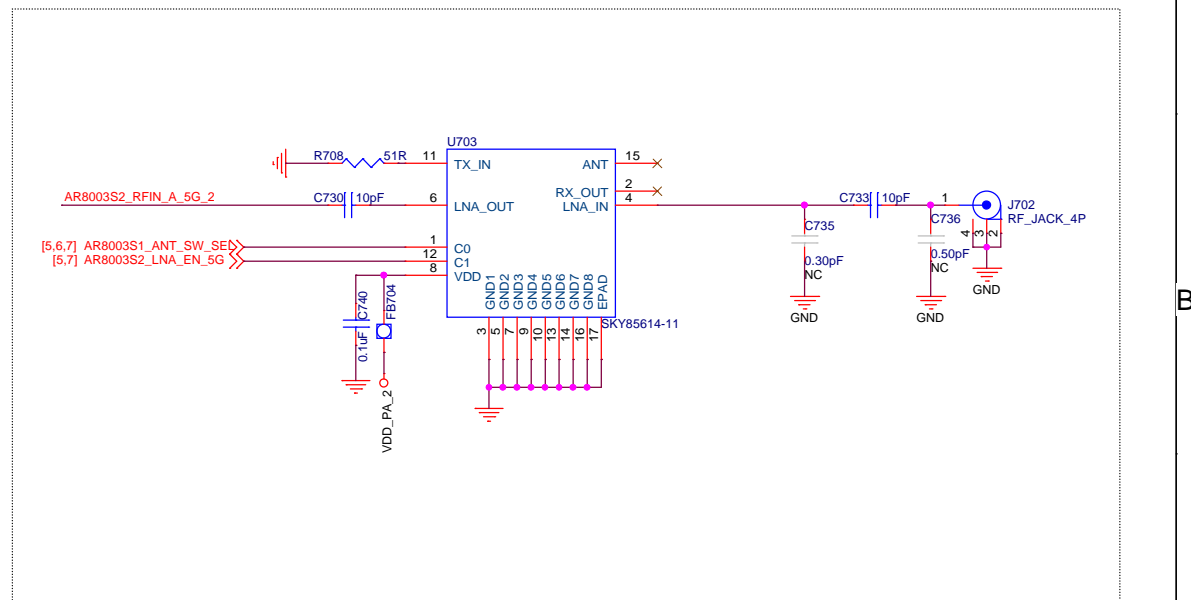 U703
R708 51R 11 TX_IN ANT 15
RX_OUT 2
AR8003S2_RFIN_A_5G_2 C730 10pF 6 LNA_OUT LNA_IN 4 C733 10pF 1 J702
RF_JACK_4P
C735 C736 4 3 2
[5,6,7] AR8003S1_ANT_SW_SEL 1 C0
[5,7] AR8003S2_LNA_EN_5G 12 C1
8 VDD
0.30pF 0.50pF
NC NC
GND GND GND
GND1 GND2 GND3 GND4 GND5 GND6 GND7 GND8 EPAD
3 5 7 9 10 13 14 16 17 SKY85614-11
C740 0.1uF FB704
VDD_PA_2
B